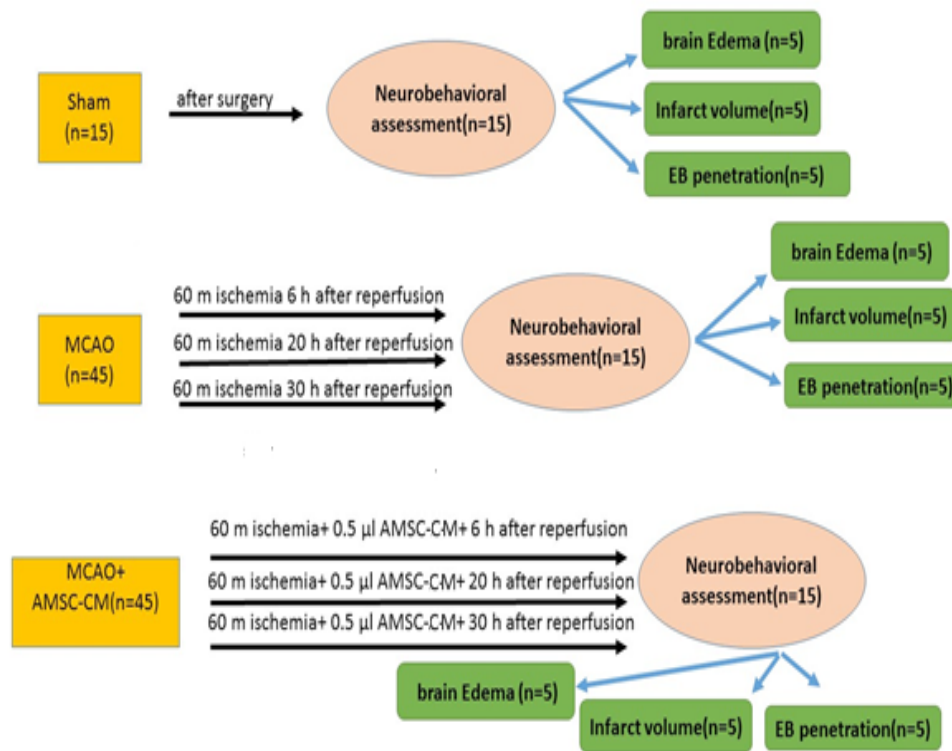 brain Edema (n=5)
Sham
(n=15)
after surgery
Neurobehavioral
assessment(n=15)
Infarct volume(n=5)
EB penetration(n=5)
MCAO
(n=45)
60 m ischemia 6 h after reperfusion
60 m ischemia 20 h after reperfusion
60 m ischemia 30 h after reperfusion
Neurobehavioral
assessment(n=15)
brain Edema (n=5)
Infarct volume(n=5)
EB penetration(n=5)
MCAO+
AMSC-CM(n=45)
60 m ischemia+ 0.5 µl AMSC-CM+ 6 h after reperfusion
60 m ischemia+ 0.5 µl AMSC-CM+ 20 h after reperfusion
60 m ischemia+ 0.5 µl AMSC-CM+ 30 h after reperfusion
Neurobehavioral
assessment(n=15)
brain Edema (n=5)
Infarct volume(n=5)
EB penetration(n=5)